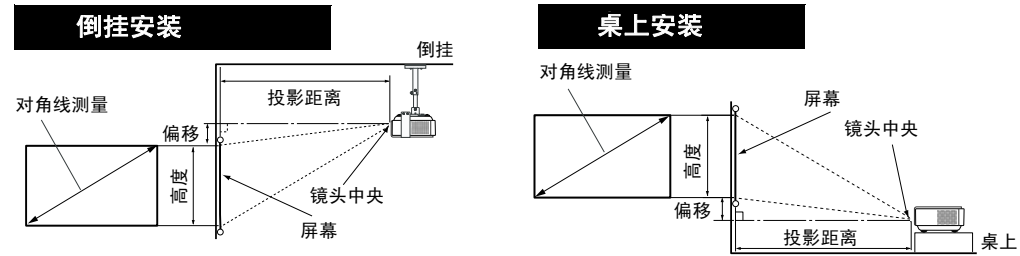 倒挂安装
倒挂
对角线测量
投影距离
偏移
高度
镜头中央
屏幕
桌上安装
对角线测量
屏幕
镜头中央
高度
偏移
投影距离
桌上